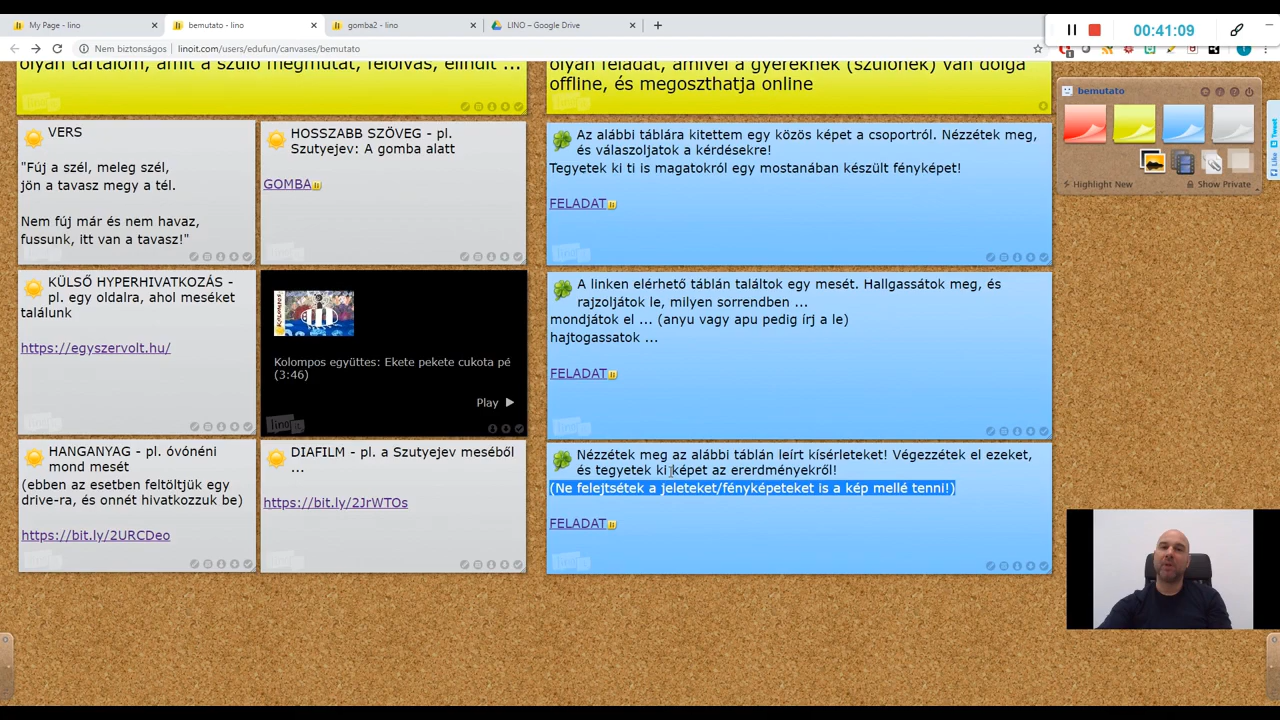 My Page - lino
bemutato - lino
gomba2 - lino
LINO – Google Drive
00:41:09
Nem biztonságos
linoit.com/users/edufun/canvases/bemutato
olyan tartalom, amit a szülő megmutat, felolvas, elindít ...
olyan feladat, amivel a gyereknek (szülőnek) van dolga
offline, és megoszthatja online
VERS
"Fúj a szél, meleg szél,
jön a tavasz megy a tél.
Nem fúj már és nem havaz,
fussunk, itt van a tavasz!"
HOSSZABB SZÖVEG - pl.
Szutyejev: A gomba alatt
GOMBA
Az alábbi táblára kitettem egy közös képet a csoportról. Nézzétek meg,
és válaszoljatok a kérdésekre!
Tegyetek ki ti is magatokról egy mostanában készült fényképet!
FELADAT
KÜLSŐ HYPERHIVATKOZÁS -
pl. egy oldalra, ahol meséket
találunk
https://egyszervolt.hu/
KOLOMPOS
Kolompos együttes: Ekete pekete cukota pé
(3:46)
Play
lino
A linken elérhető táblán találtok egy mesét. Hallgassátok meg, és
rajzoljátok le, milyen sorrendben ...
mondjátok el ... (anyu vagy apu pedig írj a le)
hajtogassatok ...
FELADAT
HANGANYAG - pl. óvónéni
mond mesét
(ebben az esetben feltöltjük egy
drive-ra, és onnét hivatkozzuk be)
https://bit.ly/2URCDeo
DIAFILM - pl. a Szutyejev meséből
...
https://bit.ly/2JrWTOs
Nézzétek meg az alábbi táblán leírt kísérleteket! Végezzétek el ezeket,
és tegyetek ki képet az ererdményekről!
(Ne felejtsétek a jeleteket/fényképeteket is a kép mellé tenni!)
FELADAT
bemutato
Highlight New
Show Private
Tweet
Like